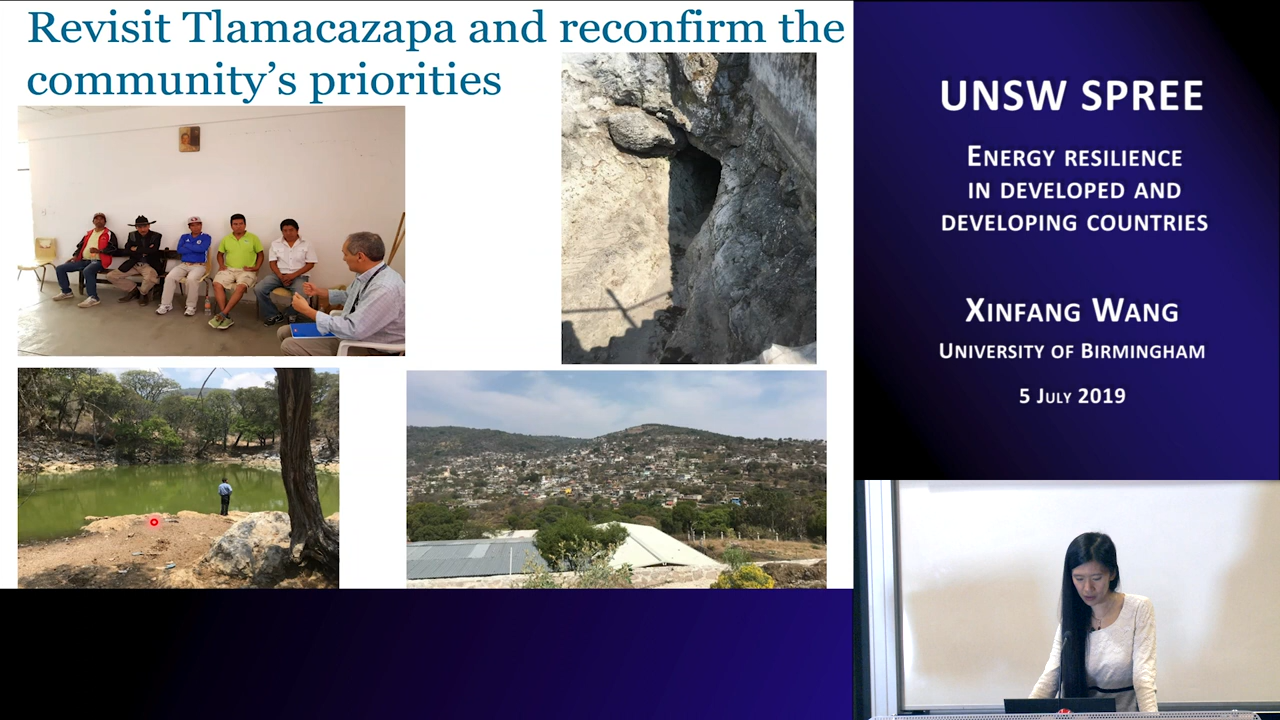 Revisit Tlamacazapa and reconfirm the
community's priorities
UNSW SPREE
ENERGY RESILIENCE
IN DEVELOPED AND
DEVELOPING COUNTRIES
XINFANG WANG
UNIVERSITY OF BIRMINGHAM
5 JULY 2019